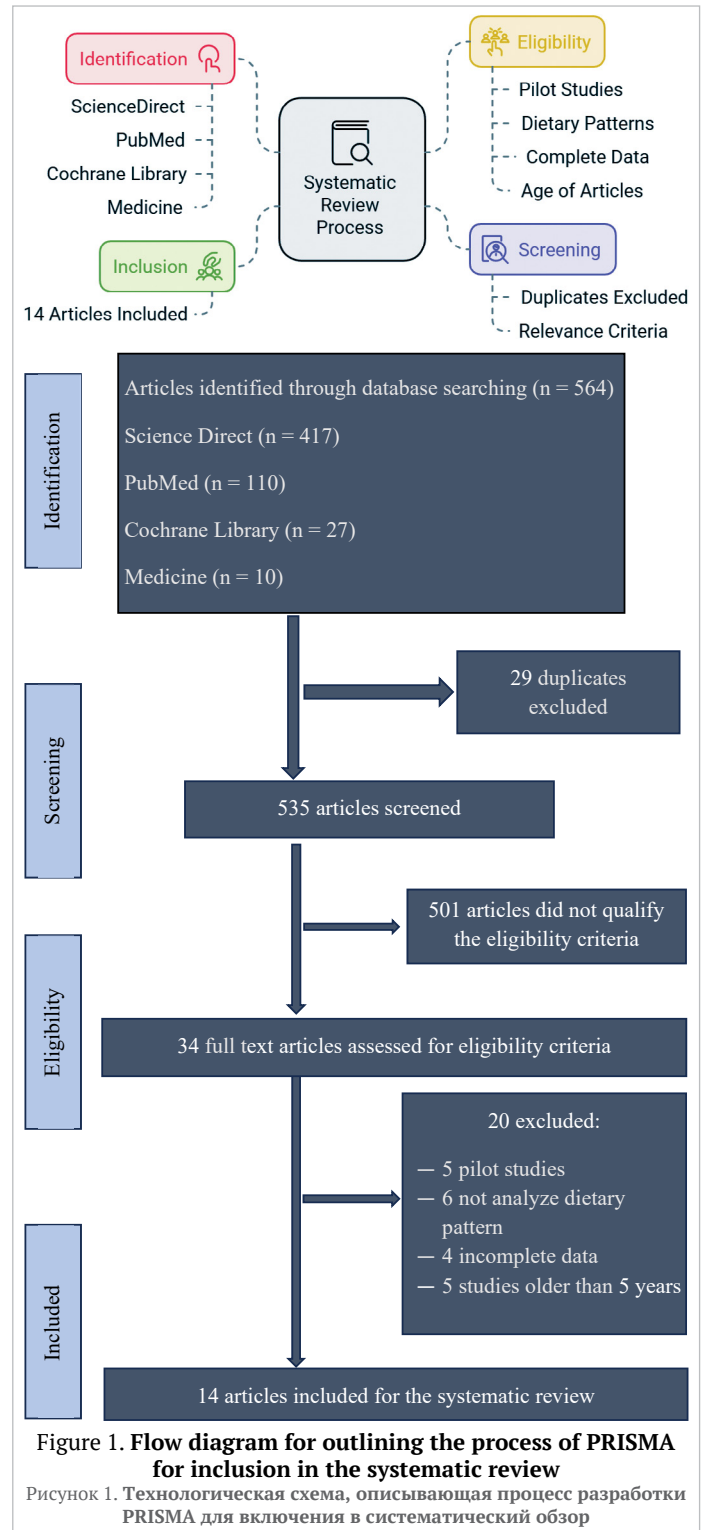 Identification
ScienceDirect
PubMed
Cochrane Library
Medicine
Inclusion
14 Articles Included
Systematic
Review
Process
Eligibility
Pilot Studies
Dietary Patterns
Complete Data
Age of Articles
Screening
Duplicates Excluded
Relevance Criteria
Identification
Articles identified through database searching (n = 564)
Science Direct (n = 417)
PubMed (n = 110)
Cochrane Library (n = 27)
Medicine (n = 10)
Screening
29 duplicates
excluded
535 articles screened
501 articles did not qualify
the eligibility criteria
Eligibility
34 full text articles assessed for eligibility criteria
20 excluded:
— 5 pilot studies
— 6 not analyze dietary
pattern
— 4 incomplete data
— 5 studies older than 5 years
Included
14 articles included for the systematic review
Figure 1. Flow diagram for outlining the process of PRISMA
for inclusion in the systematic review
Рисунок 1. Технологическая схема, описывающая процесс разработки
PRISMA для включения в систематический обзор